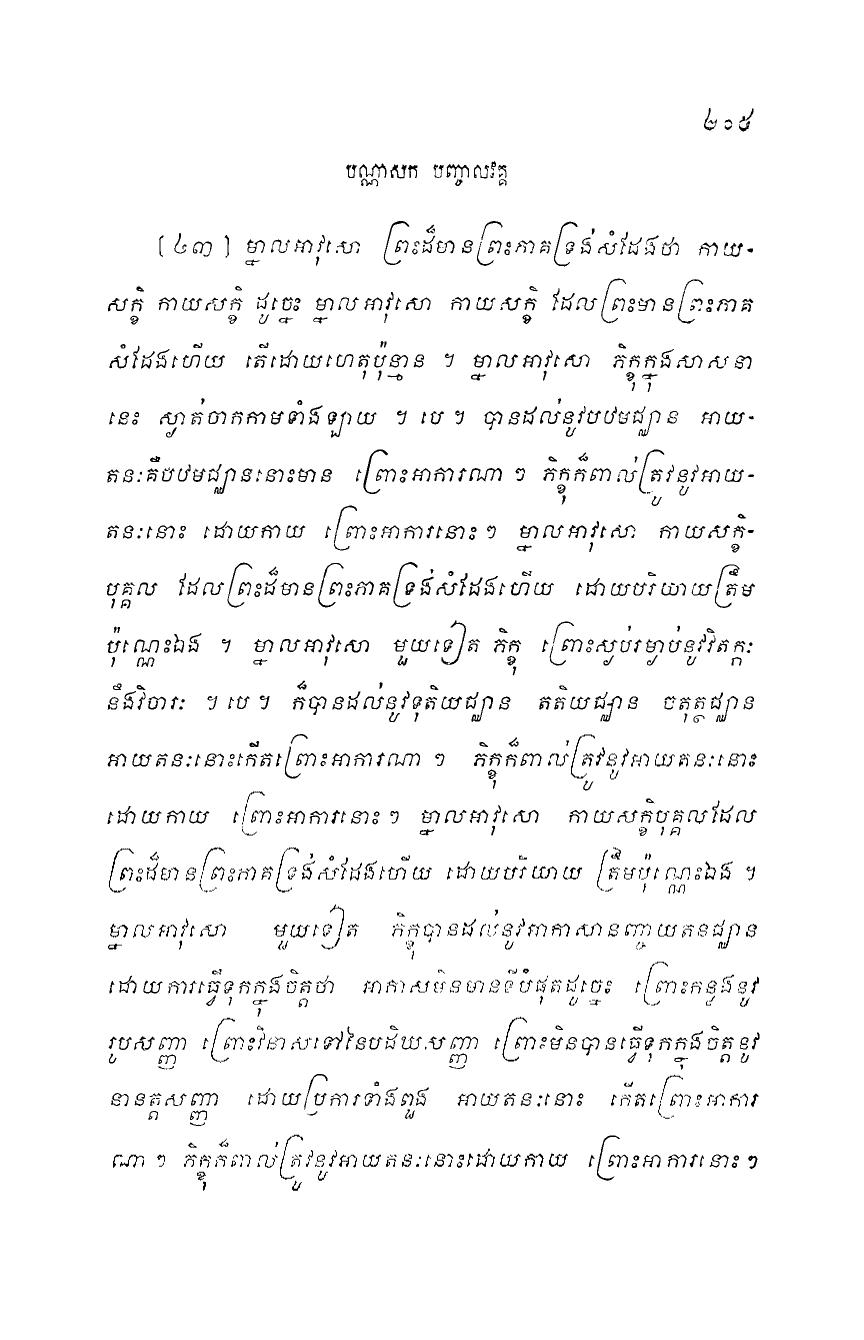 ២០៥
បណ្ណាសក បញ្ចាលវគ្គ
[៤៣] ម្នាលអាវុសោ ព្រះដ៏មានព្រះភាគទ្រង់សំដែងថា កាយ-
សក្ខិ កាយសក្ខិ ដូច្នេះ ម្នាលអាវុសោ កាយសក្ខិ ដែលព្រះមានព្រះភាគ
សំដែងហើយ តើដោយហេតុប៉ុន្មាន ។ ម្នាលអាវុសោ ភិក្ខុក្នុងសាសនា
នេះ ស្ងាត់ចាកកាមទាំងឡាយ ។ បេ ។ បានដល់នូវបឋមជ្ឈាន អាយ-
តនៈគឺបឋមជ្ឈាននោះមាន ព្រោះអាការណា ៗ ភិក្ខុក៏ពាល់ត្រូវនូវអាយ-
តនៈនោះ ដោយកាយ ព្រោះអាការនោះ ៗ ម្នាលអាវុសោ កាយសក្ខិ-
បុគ្គល ដែលព្រះដ៏មានព្រះភាគទ្រង់សំដែងហើយ ដោយបរិយាយត្រឹម
ប៉ុណ្ណេះឯង ។ ម្នាលអាវុសោ មួយទៀត ភិក្ខុ ព្រោះស្ងប់រម្ងាប់នូវវិតក្កៈ
នឹងវិចារៈ ។ បេ ។ ក៏បានដល់នូវទុតិយជ្ឈាន តតិយជ្ឈាន ចតុត្ថជ្ឈាន
អាយតនៈនោះកើតព្រោះអាការណា ៗ ភិក្ខុក៏ពាល់ត្រូវនូវអាយតនៈនោះ
ដោយកាយ ព្រោះអាការនោះ ៗ ម្នាលអាវុសោ កាយសក្ខិបុគ្គលដែល
ព្រះដ៏មានព្រះភាគទ្រង់សំដែងហើយ ដោយបរិយាយ ត្រឹមប៉ុណ្ណេះឯង ។
ម្នាលអាវុសោ មួយទៀត ភិក្ខុបានដល់នូវអាកាសានញ្ចាយតនជ្ឈាន
ដោយការធ្វើទុកក្នុងចិត្តថា អាកាសមិនមានទីបំផុតដូច្នេះ ព្រោះកន្លងនូវ
រូបសញ្ញា ព្រោះវិនាសទៅនៃបដិឃសញ្ញា ព្រោះមិនបានធ្វើទុកក្នុងចិត្តនូវ
នានត្តសញ្ញា ដោយប្រការទាំងពួង អាយតនៈនោះ កើតព្រោះអាការ
ណា ៗ ភិក្ខុក៏ពាល់ត្រូវនូវអាយតនៈនោះដោយកាយ ព្រោះអាការនោះ ៗ